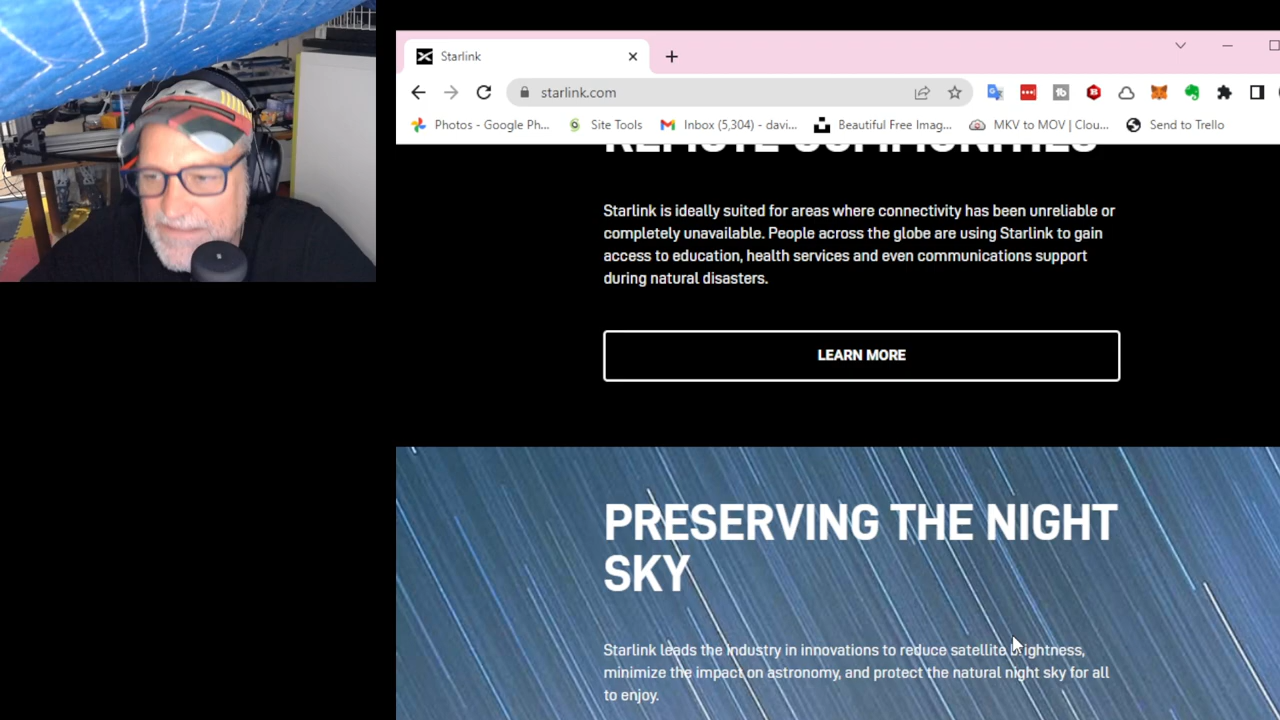 Starlink
starlink.com
Photos - Google Ph...
Site Tools
Inbox (5,304) - davi...
Beautiful Free Imag...
MKV to MOV | Clou...
Send to Trello
REMOTE COMMUNITIES
Starlink is ideally suited for areas where connectivity has been unreliable or
completely unavailable. People across the globe are using Starlink to gain
access to education, health services and even communications support
during natural disasters.
LEARN MORE
PRESERVING THE NIGHT
SKY
Starlink leads the industry in innovations to reduce satellite brightness,
minimize the impact on astronomy, and protect the natural night sky for all
to enjoy.